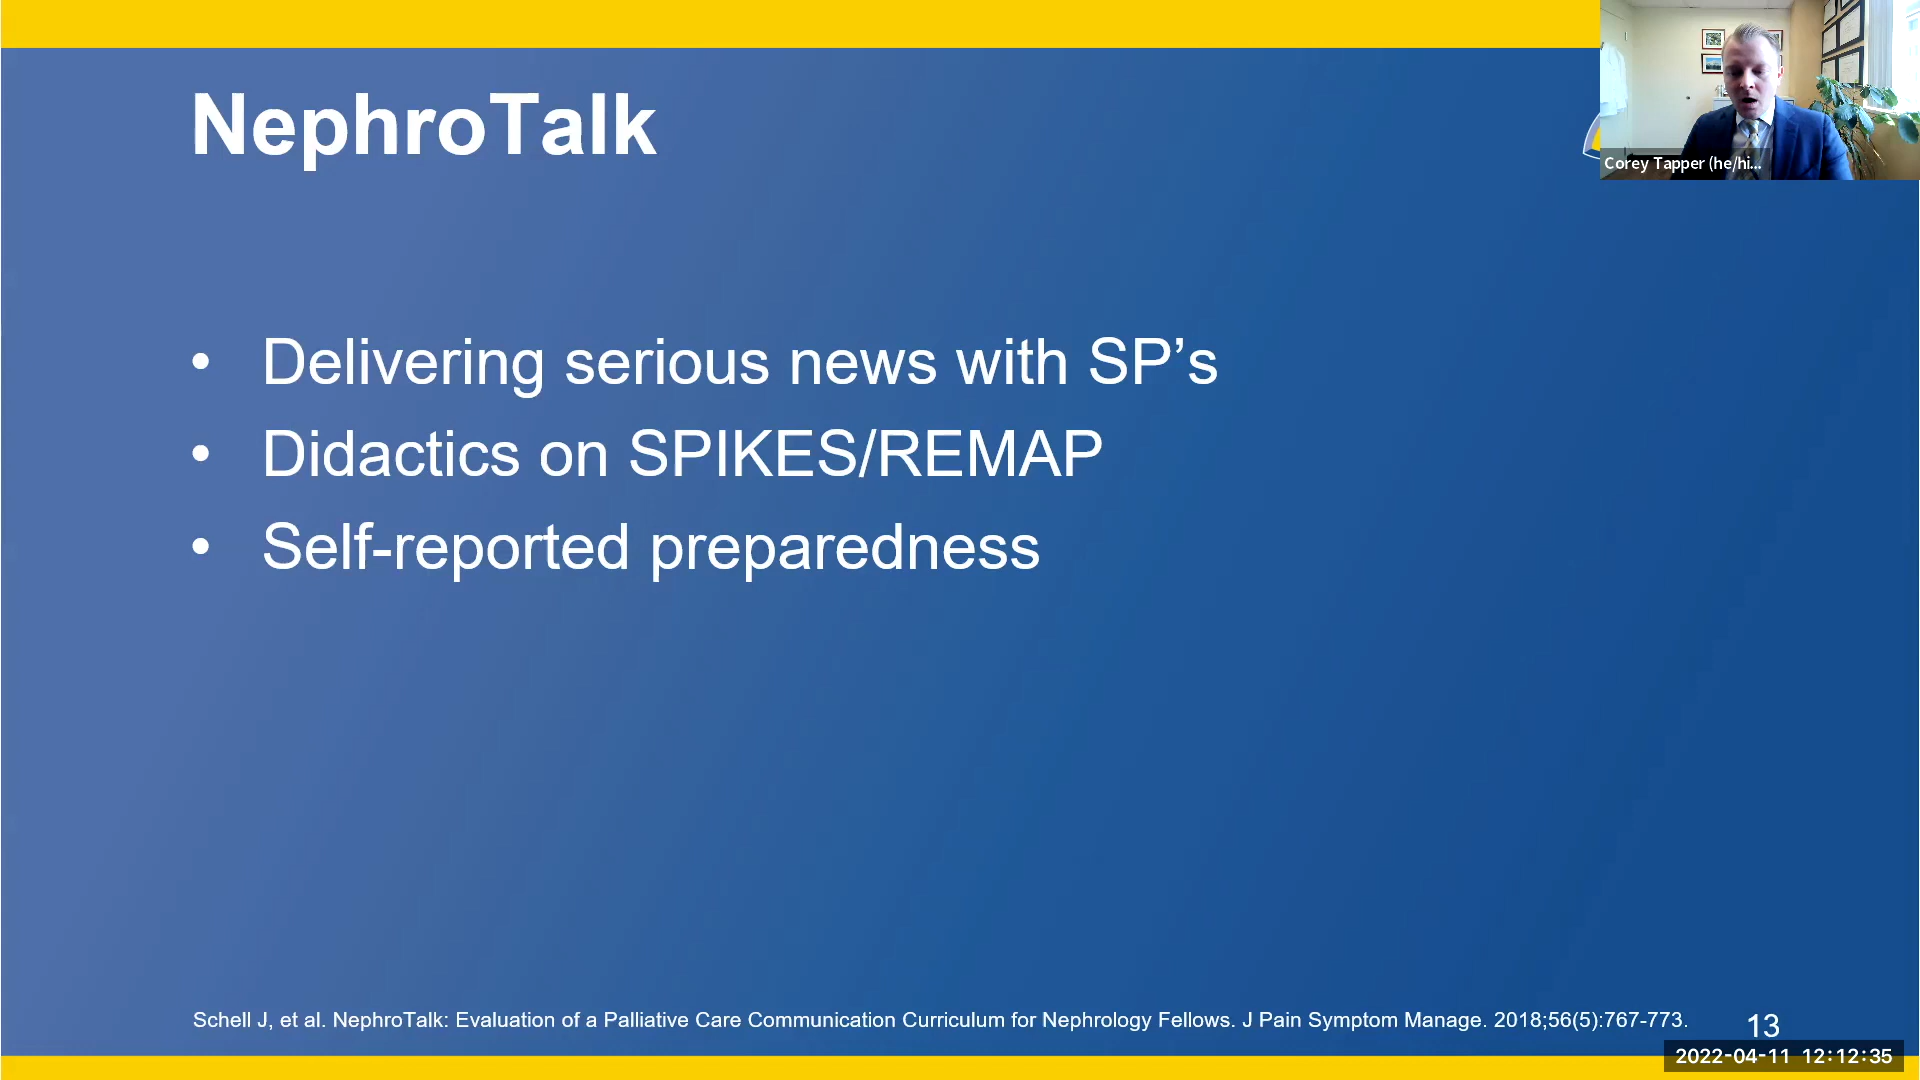 NephroTalk
Corey Tapper (he/hi...
• Delivering serious news with SP’s
• Didactics on SPIKES/REMAP
• Self-reported preparedness
Schell J, et al. NephroTalk: Evaluation of a Palliative Care Communication Curriculum for Nephrology Fellows. J Pain Symptom Manage. 2018;56(5):767-773.
13
2022-04-11 12:12:35